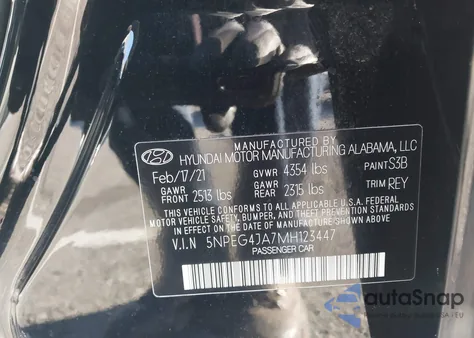 MANUFACTURED BY
HYUNDAI MOTOR MANUFACTURING ALABAMA, LLC
Feb/17/21 GVWR 4354 lbs PAINT S3B
GAWR FRONT 2513 lbs GAWR REAR 2315 lbs TRIM REY
THIS VEHICLE CONFORMS TO ALL APPLICABLE U.S. FEDERAL
MOTOR VEHICLE SAFETY, BUMPER, AND THEFT PREVENTION STANDARDS
IN EFFECT ON THE DATE OF MANUFACTURE SHOWN ABOVE.
V.I.N 5NPEG4JA7MH123447
PASSENGER CAR
autaSnap